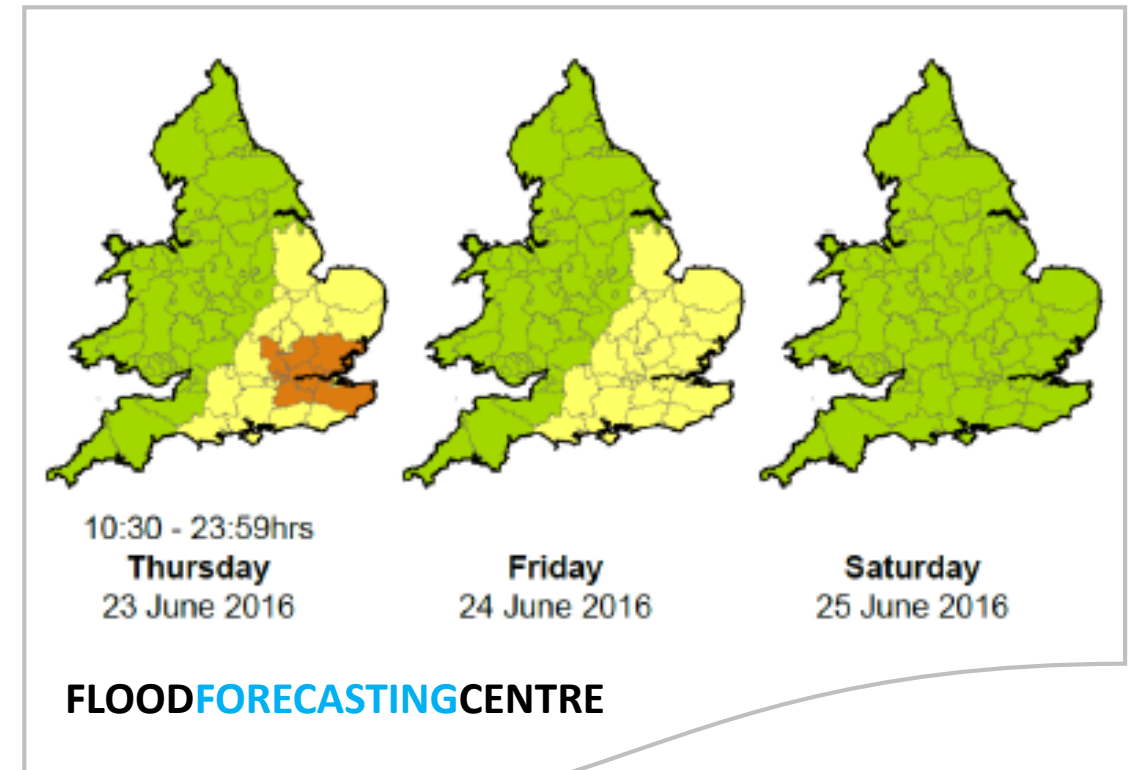 10:30 - 23:59hrs
Thursday
23 June 2016
Friday
24 June 2016
Saturday
25 June 2016
FLOODFORECASTINGCENTRE